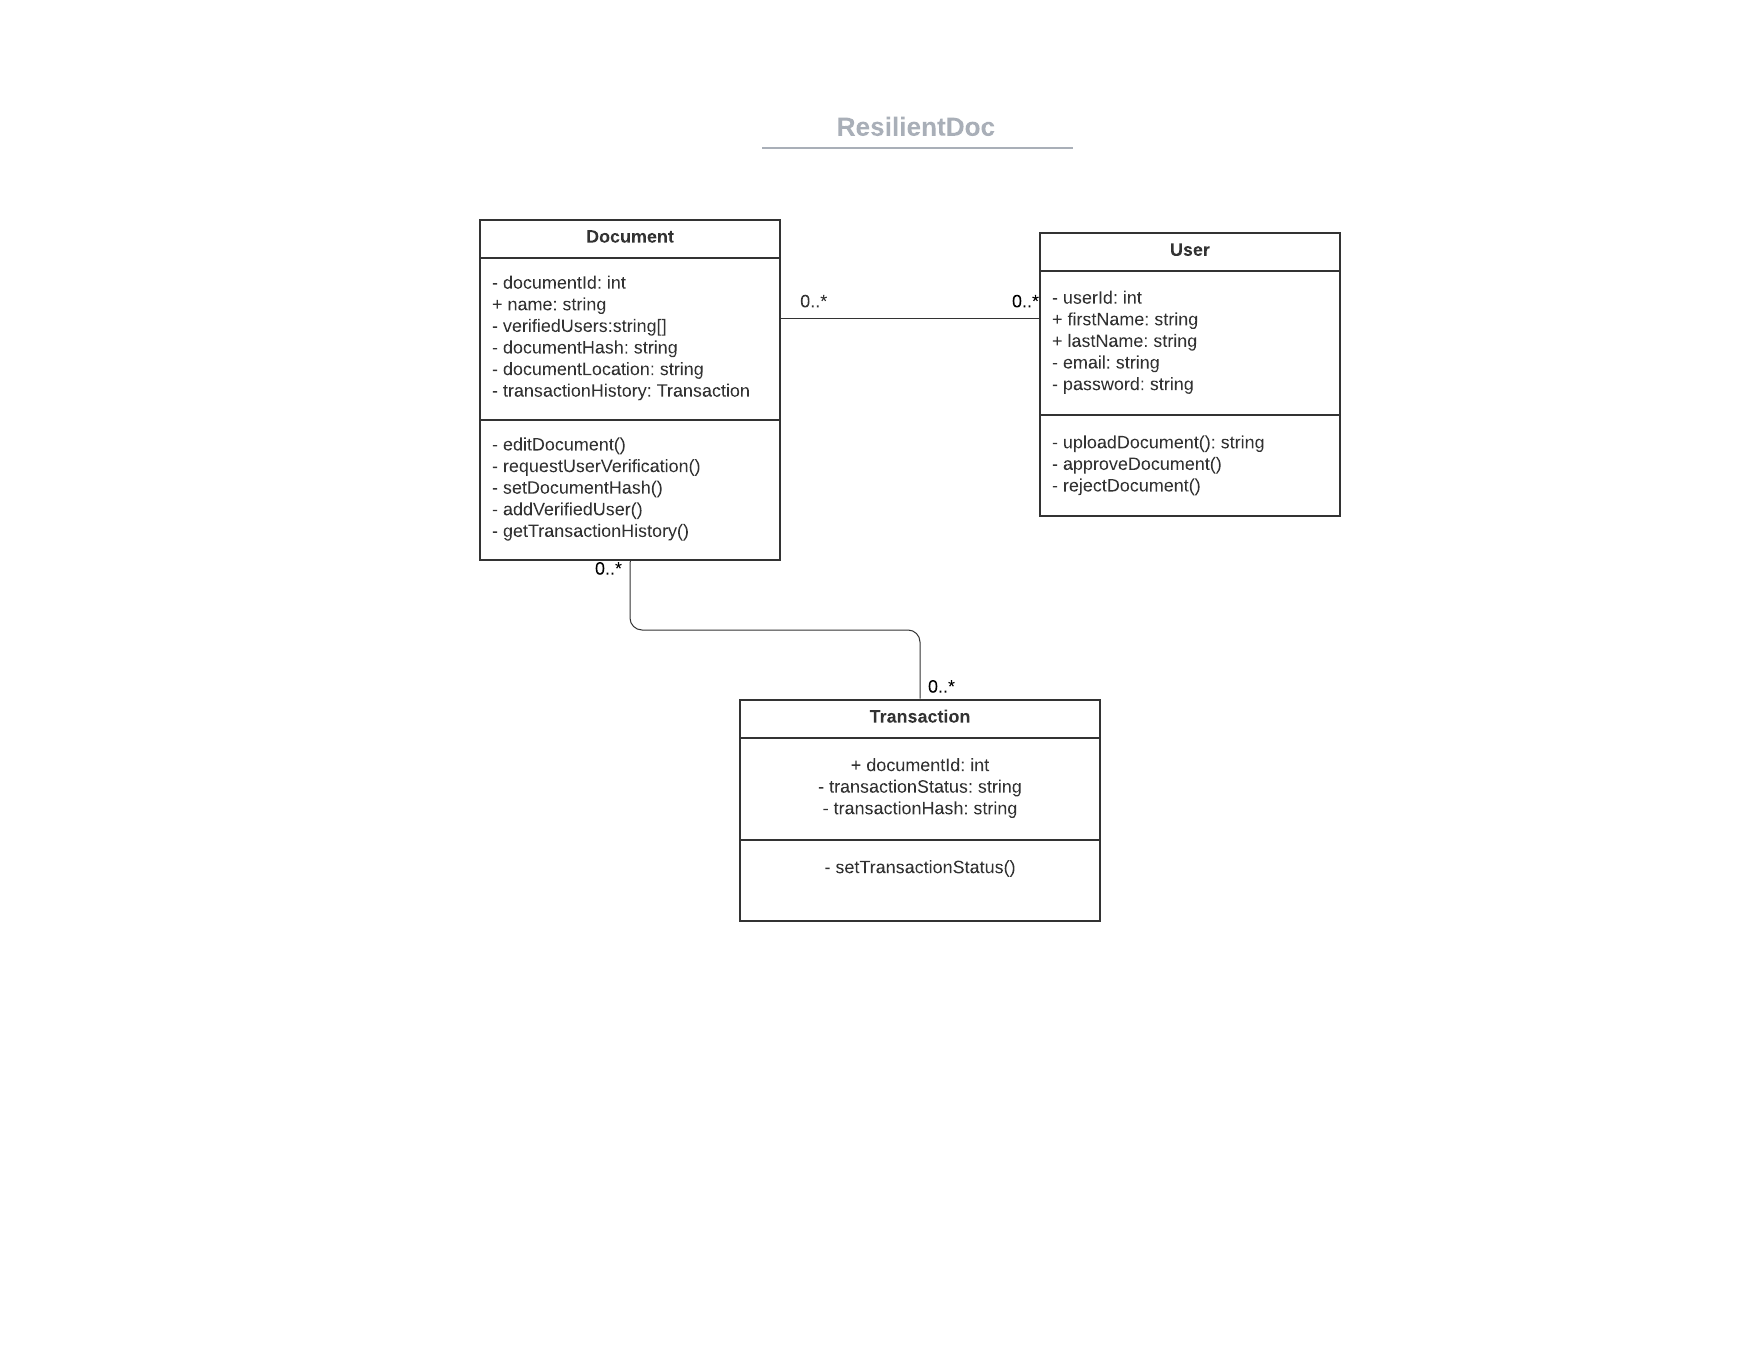 ResilientDoc
Document
- documentId: int
+ name: string
- verifiedUsers:string[]
- documentHash: string
- documentLocation: string
- transactionHistory: Transaction
- editDocument()
- requestUserVerification()
- setDocumentHash()
- addVerifiedUser()
- getTransactionHistory()
0..*
0..*
User
- userId: int
+ firstName: string
+ lastName: string
- email: string
- password: string
- uploadDocument(): string
- approveDocument()
- rejectDocument()
0..*
0..*
Transaction
+ documentId: int
- transactionStatus: string
- transactionHash: string
- setTransactionStatus()